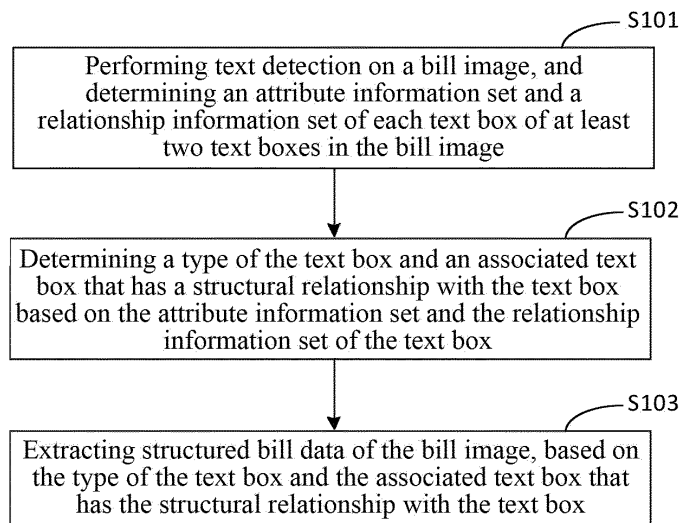 S101
Performing text detection on a bill image, and
determining an attribute information set and a
relationship information set of each text box of at least
two text boxes in the bill image
S102
Determining a type of the text box and an associated text
box that has a structural relationship with the text box
based on the attribute information set and the relationship
information set of the text box
S103
Extracting structured bill data of the bill image, based on
the type of the text box and the associated text box that
has the structural relationship with the text box